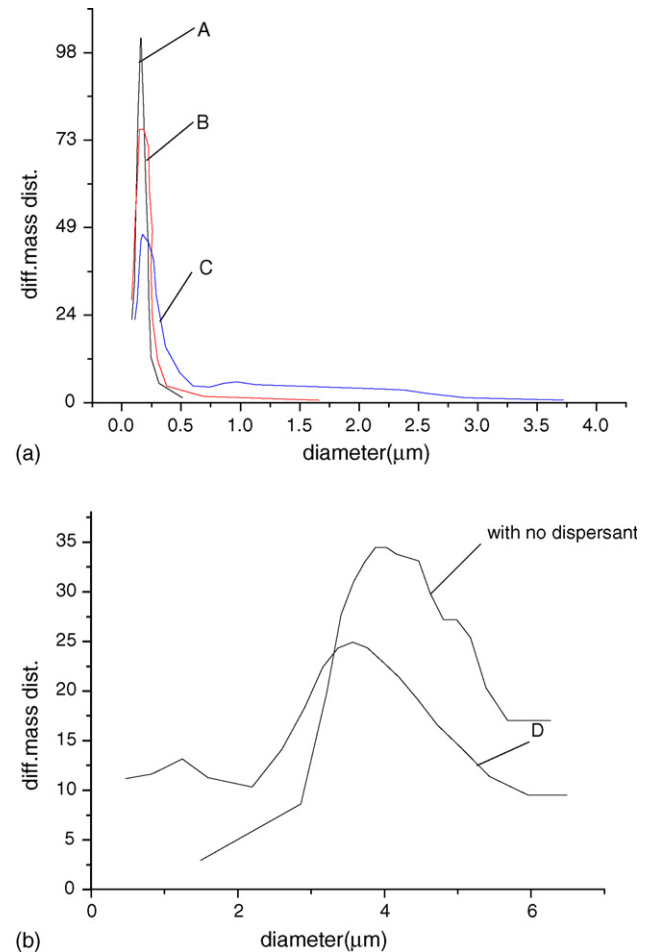 A
98
B
73
diff.mass dist.
49
C
24
0
0.0 0.5 1.0 1.5 2.0 2.5 3.0 3.5 4.0
(a)
diameter(μm)
with no dispersant
35
30
25
20
diff.mass dist.
D
15
10
5
0
0 2 4 6
(b)
diameter(μm)